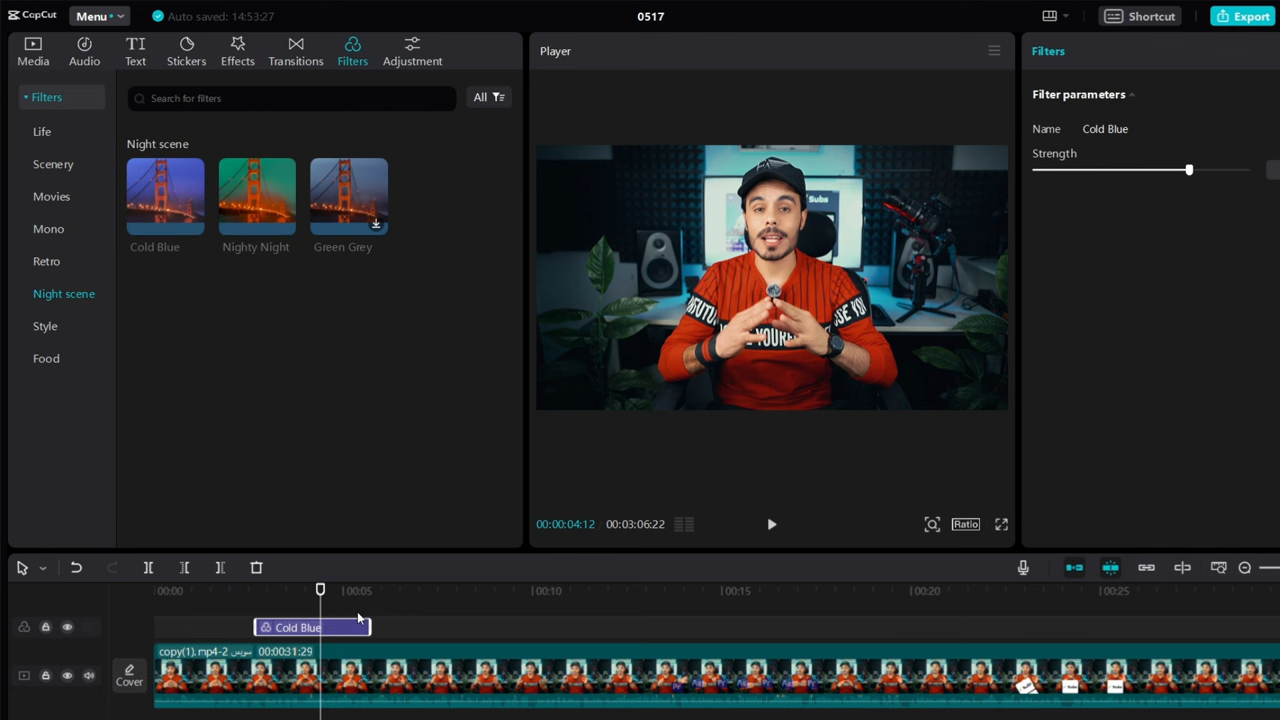 CapCut
Menu
Auto saved: 14:53:27
0517
Shortcut
Export
Media
Audio
Text
Stickers
Effects
Transitions
Filters
Adjustment
Filters
Life
Scenery
Movies
Mono
Retro
Night scene
Style
Food
Search for filters
All
Night scene
Cold Blue
Nighty Night
Green Grey
Player
Subs
00:00:04:12
00:03:06:22
Ratio
Filters
Filter parameters
Name
Cold Blue
Strength
00:00
00:05
00:10
00:15
00:20
00:25
Cold Blue
copy(1).mp4-2 سريدس 00:00:31:29
Cover